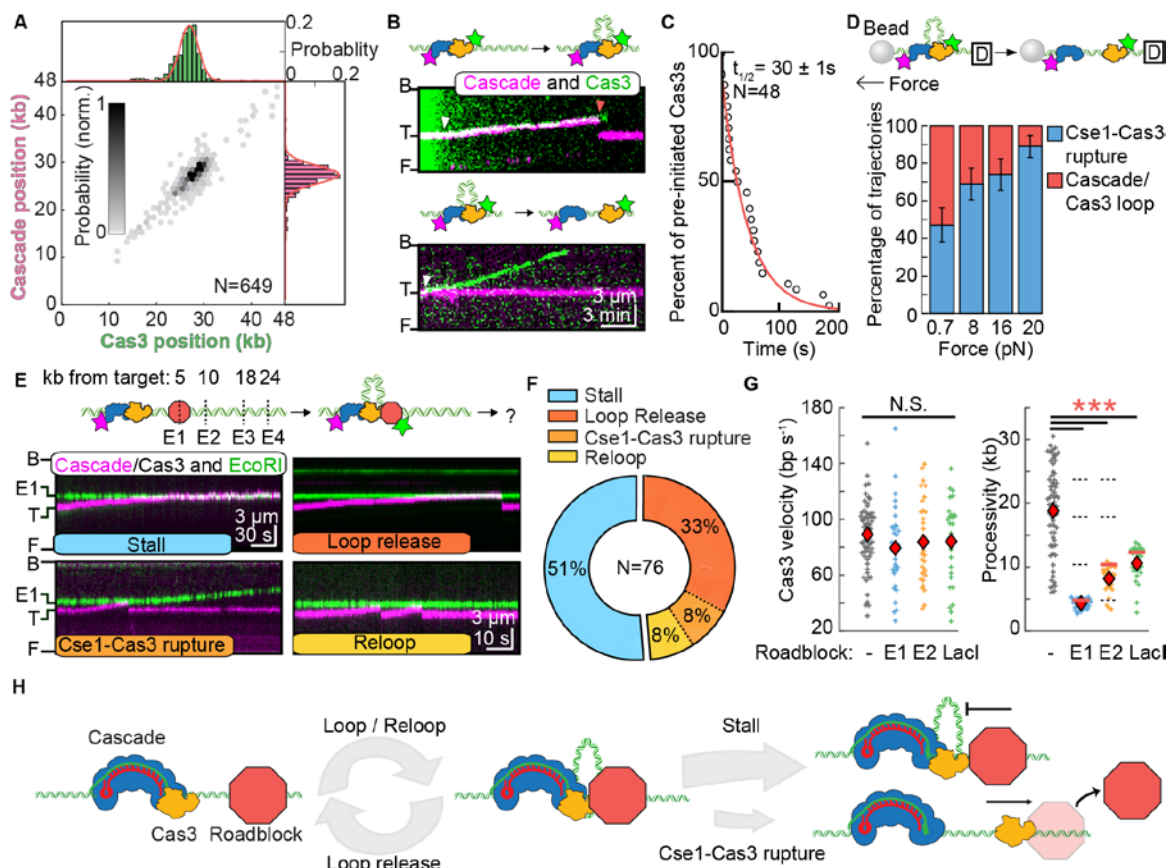 A
0.2
Probablity
0
0
0.2
48
40
30
20
10
0
Cascade position (kb)
1
0
Probability (norm.)
N=649
0 10 20 30 40 48
Cas3 position (kb)
B
Cascade and Cas3
B
T
F
B
T
F
3 μm
3 min
C
100
50
0
Percent of pre-initiated Cas3s
t1/2 = 30 ± 1s
N=48
0 100 200
Time (s)
D
Bead
D
D
Force
100
80
60
40
20
0
Percentage of trajectories
0.7 8 16 20
Force (pN)
Cse1-Cas3
rupture
Cascade/
Cas3 loop
E
kb from target: 5 10 18 24
E1 E2 E3 E4
?
Cascade/Cas3 and EcoRI
B
E1
T
F
Stall
3 μm
30 s
Loop release
B
E1
T
F
Cse1-Cas3 rupture
Reloop
10 s
F
Stall
Loop Release
Cse1-Cas3 rupture
Reloop
51%
33%
8%
8%
N=76
G
N.S.
180
160
140
120
100
80
60
40
20
Cas3 velocity (bp s⁻¹)
Roadblock: - E1 E2 LacI
***
30
20
10
0
Processivity (kb)
- E1 E2 LacI
H
Cascade
Cas3
Roadblock
Loop / Reloop
Loop release
Stall
Cse1-Cas3 rupture